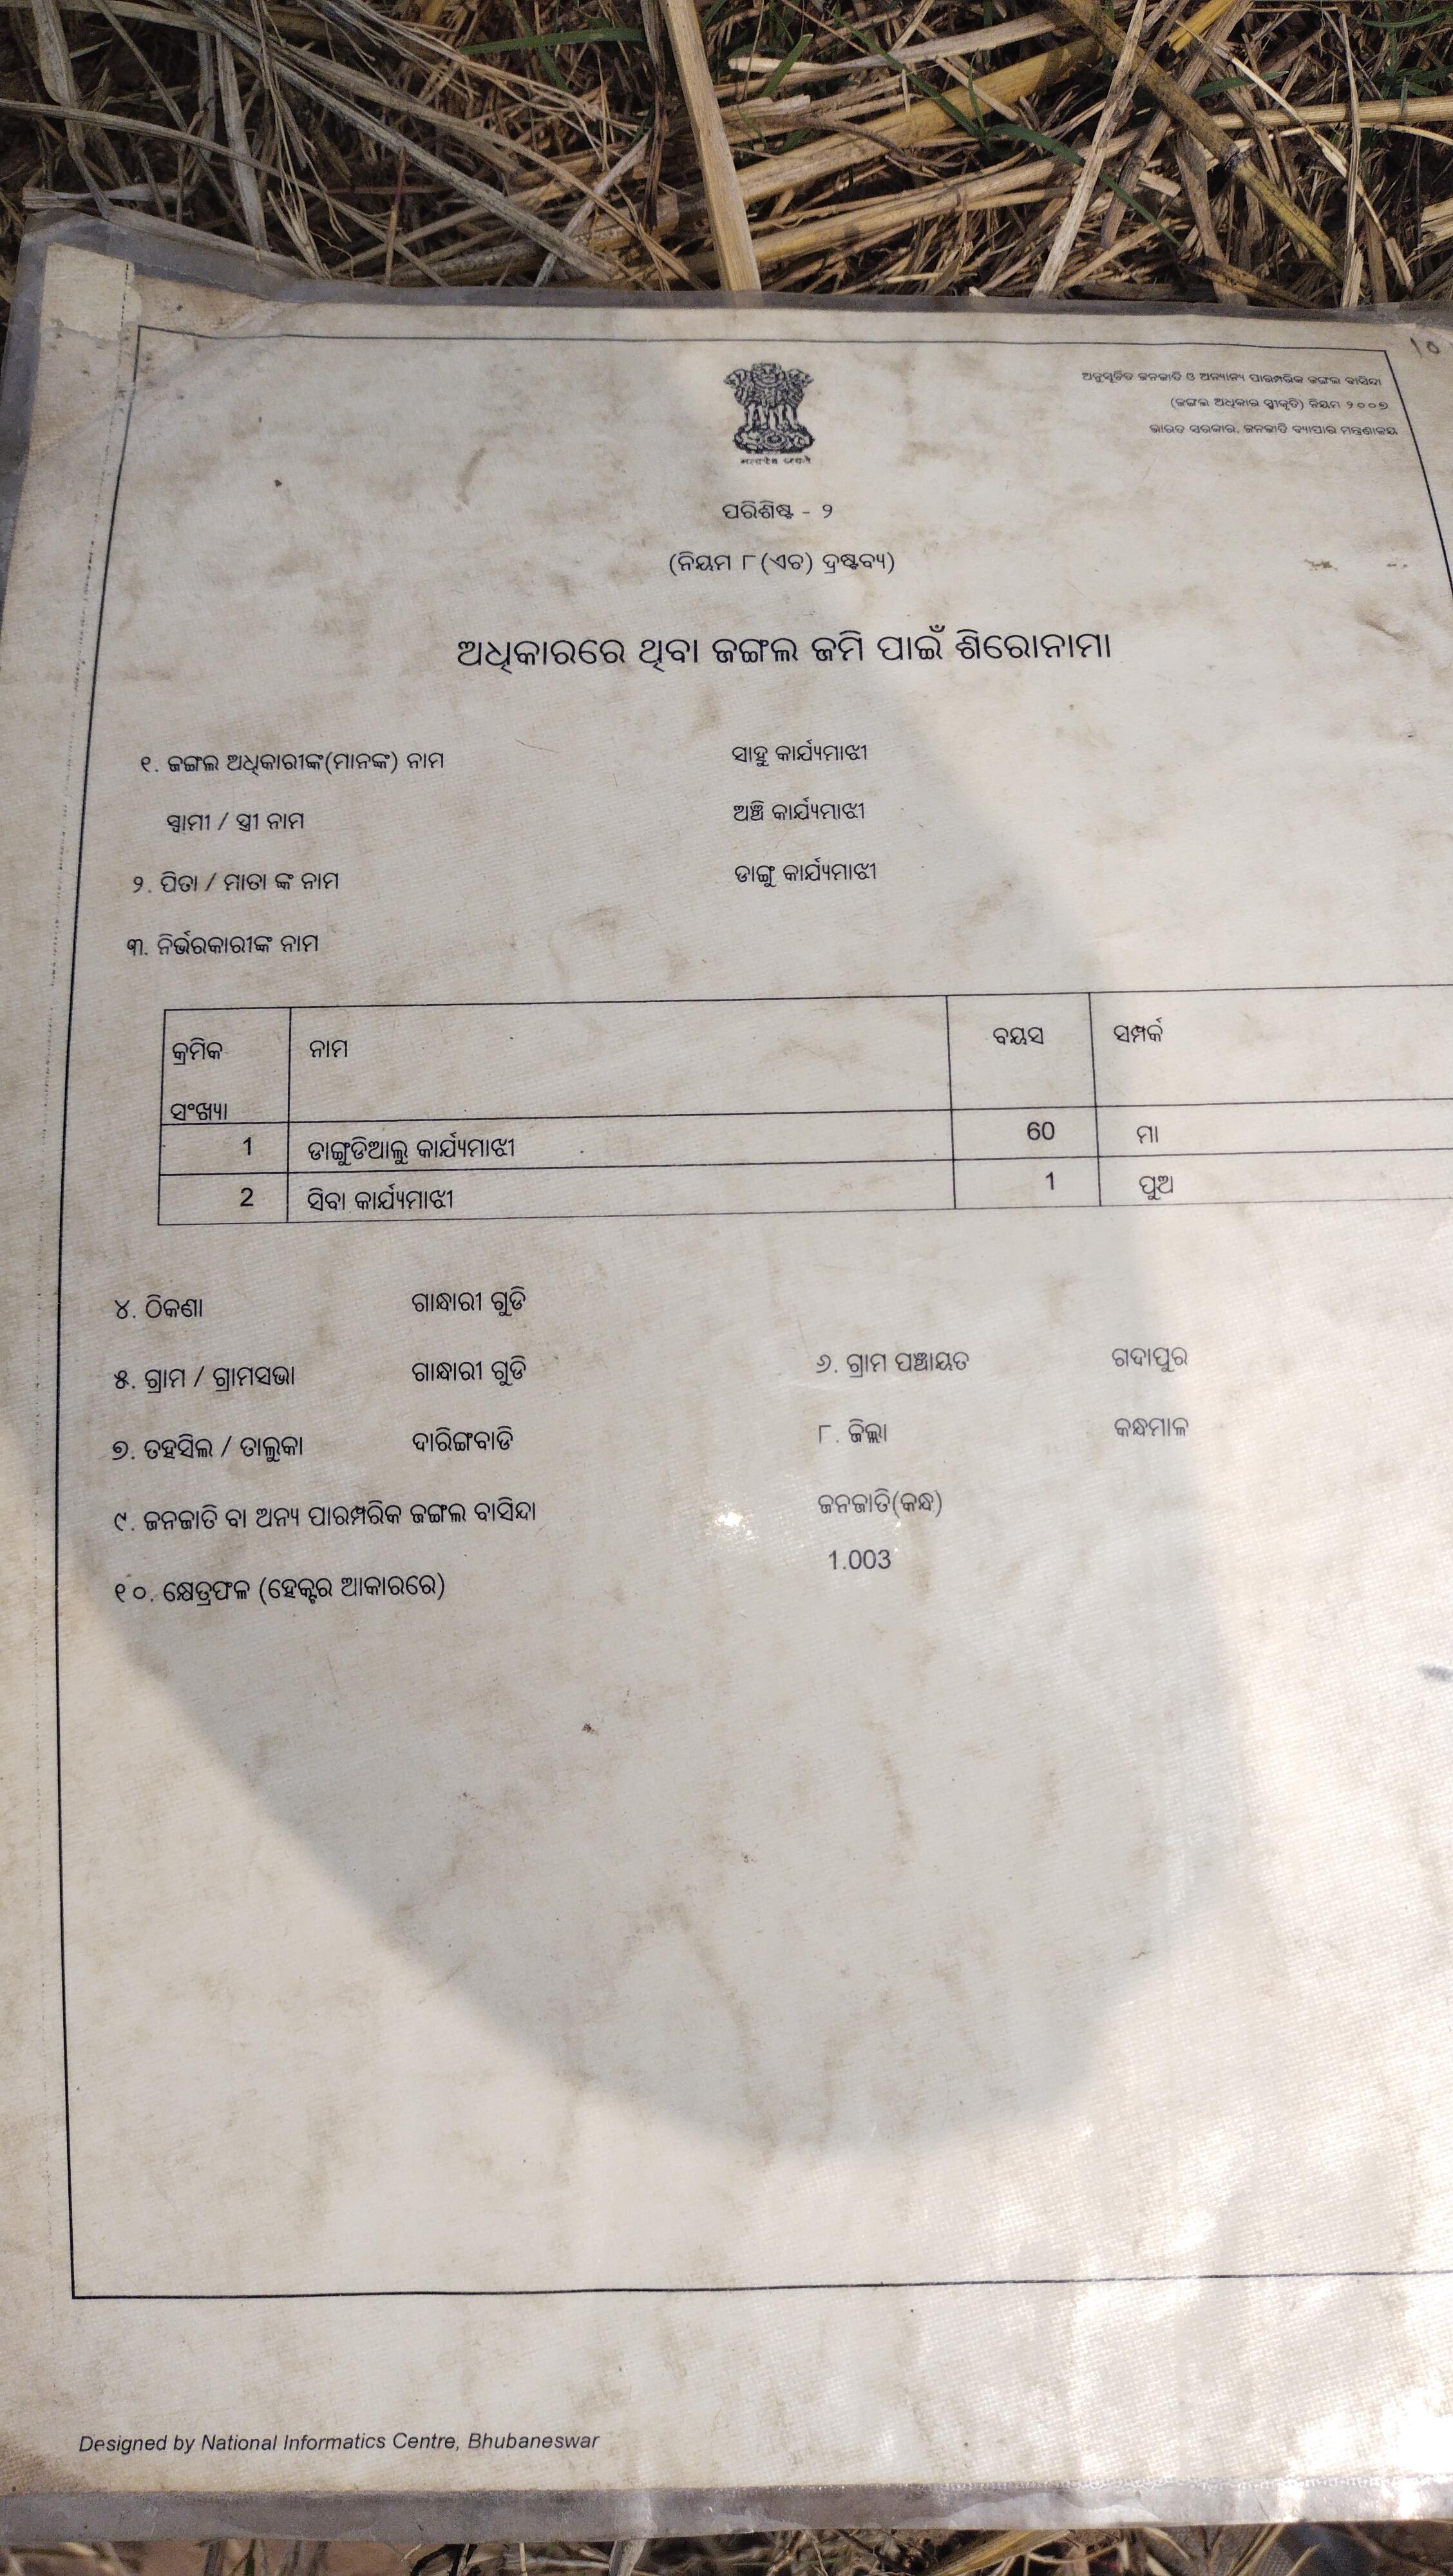 ୧୦
ଅନୁସୂଚିତ ଜନଜାତି ଓ ଅନ୍ୟାନ୍ୟ ପାରମ୍ପରିକ ଜଙ୍ଗଲ ବାସିନ୍ଦା
(ଜଙ୍ଗଲ ଅଧିକାର ସ୍ୱୀକୃତି) ନିୟମ ୨୦୦୭
ଭାରତ ସରକାର, ଜନଜାତି ବ୍ୟାପାର ମନ୍ତ୍ରଣାଳୟ
ପରିଶିଷ୍ଟ - ୨
(ନିୟମ ୮(ଏଚ) ଦ୍ରଷ୍ଟବ୍ୟ)
ଅଧିକାରରେ ଥିବା ଜଙ୍ଗଲ ଜମି ପାଇଁ ଶିରୋନାମା
୧. ଜଙ୍ଗଲ ଅଧିକାରୀଙ୍କ(ମାନଙ୍କ) ନାମ ସାହୁ କାର୍ଯ୍ୟମାଝୀ
ସ୍ୱାମୀ / ସ୍ତ୍ରୀ ନାମ ଅଞ୍ଚି କାର୍ଯ୍ୟମାଝୀ
୨. ପିତା / ମାତା ଙ୍କ ନାମ ଡାଙ୍ଗୁ କାର୍ଯ୍ୟମାଝୀ
୩. ନିର୍ଭରକାରୀଙ୍କ ନାମ
କ୍ରମିକ ନାମ ବୟସ ସମ୍ପର୍କ
ସଂଖ୍ୟା
1 ଡାଙ୍ଗୁଡିଆଲୁ କାର୍ଯ୍ୟମାଝୀ 60 ମା
2 ସିବା କାର୍ଯ୍ୟମାଝୀ 1 ପୁଅ
୪. ଠିକଣା ଗାନ୍ଧାରୀ ଗୁଡି
୫. ଗ୍ରାମ / ଗ୍ରାମସଭା ଗାନ୍ଧାରୀ ଗୁଡି ୬. ଗ୍ରାମ ପଞ୍ଚାୟତ ଗଦାପୁର
୭. ତହସିଲ / ତାଲୁକା ଦାରିଙ୍ଗବାଡି ୮. ଜିଲ୍ଲା କନ୍ଧମାଳ
୯. ଜନଜାତି ବା ଅନ୍ୟ ପାରମ୍ପରିକ ଜଙ୍ଗଲ ବାସିନ୍ଦା ଜନଜାତି(କନ୍ଧ)
୧୦. କ୍ଷେତ୍ରଫଳ (ହେକ୍ଟର ଆକାରରେ) 1.003
Designed by National Informatics Centre, Bhubaneswar